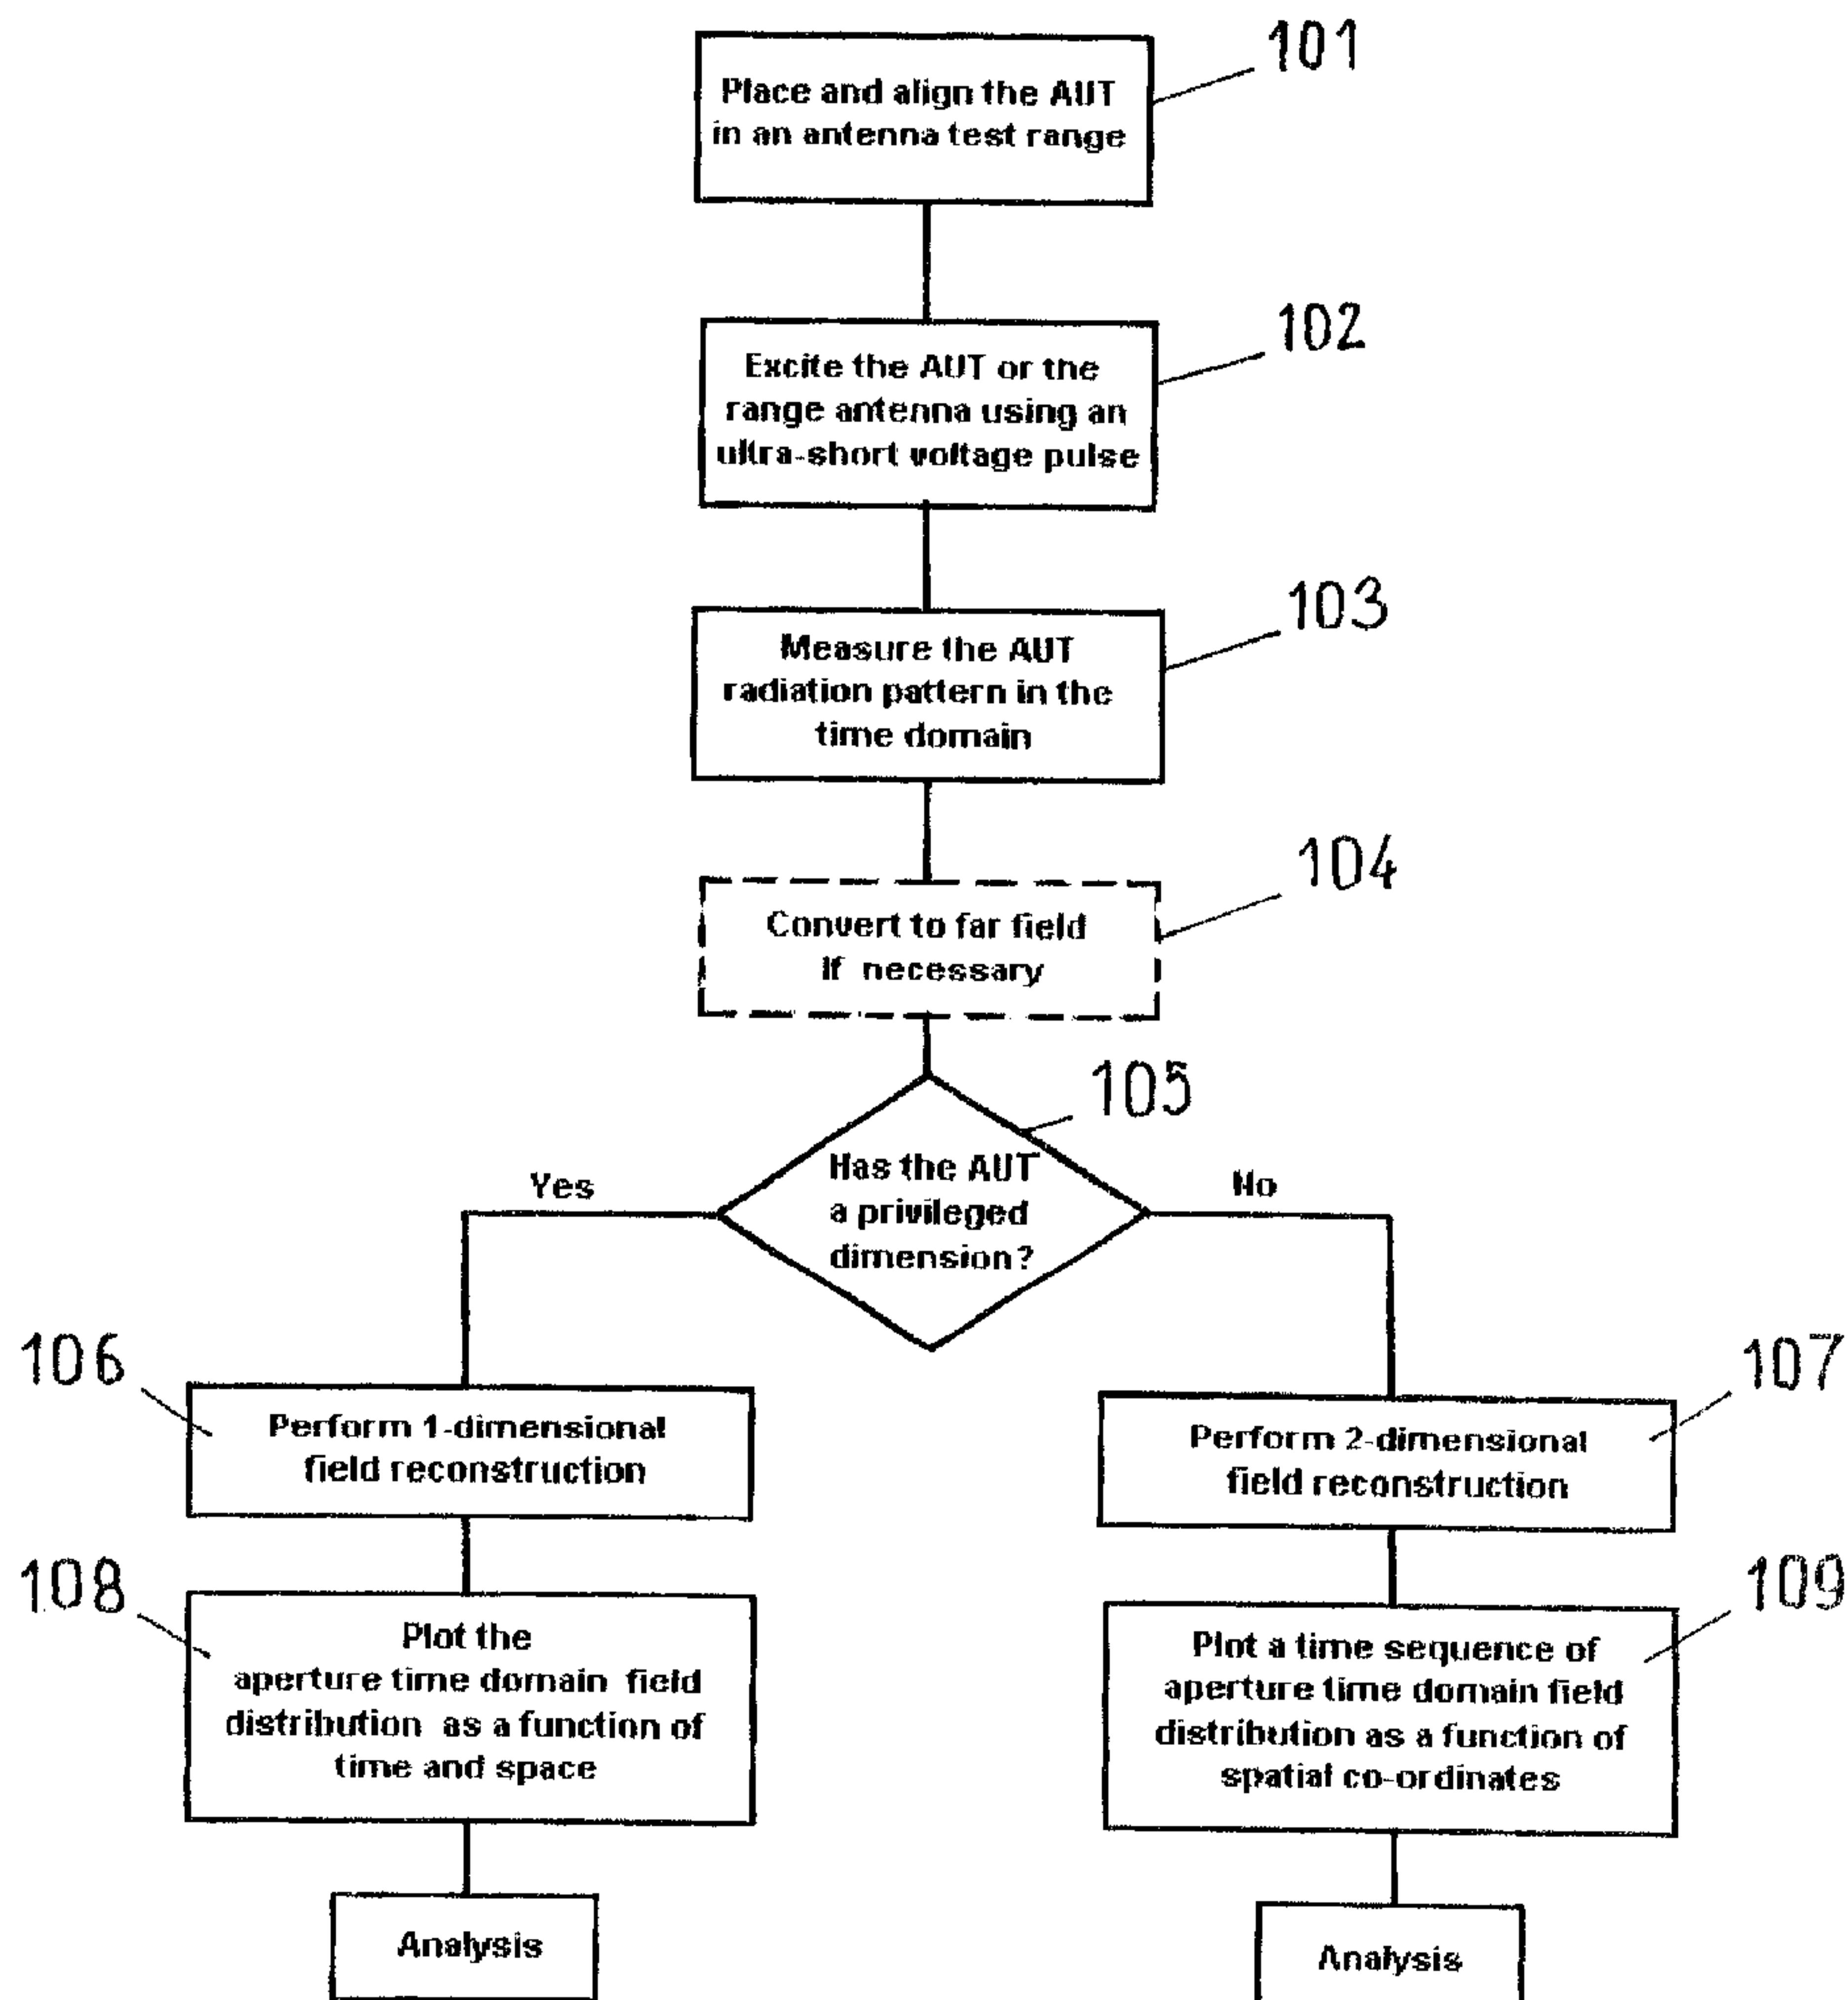 101
Place and align the AUT
in an antenna test range
102
Excite the AUT or the
range antenna using an
ultra-short voltage pulse
103
Measure the AUT
radiation pattern in the
time domain
104
Convert to far field
If necessary
105
Has the AUT
a privileged
dimension?
Yes
No
106
Perform 1-dimensional
field reconstruction
107
Perform 2-dimensional
field reconstruction
108
Plot the
aperture time domain field
distribution as a function of
time and space
109
Plot a time sequence of
aperture time domain field
distribution as a function of
spatial co-ordinates
Analysis
Analysis